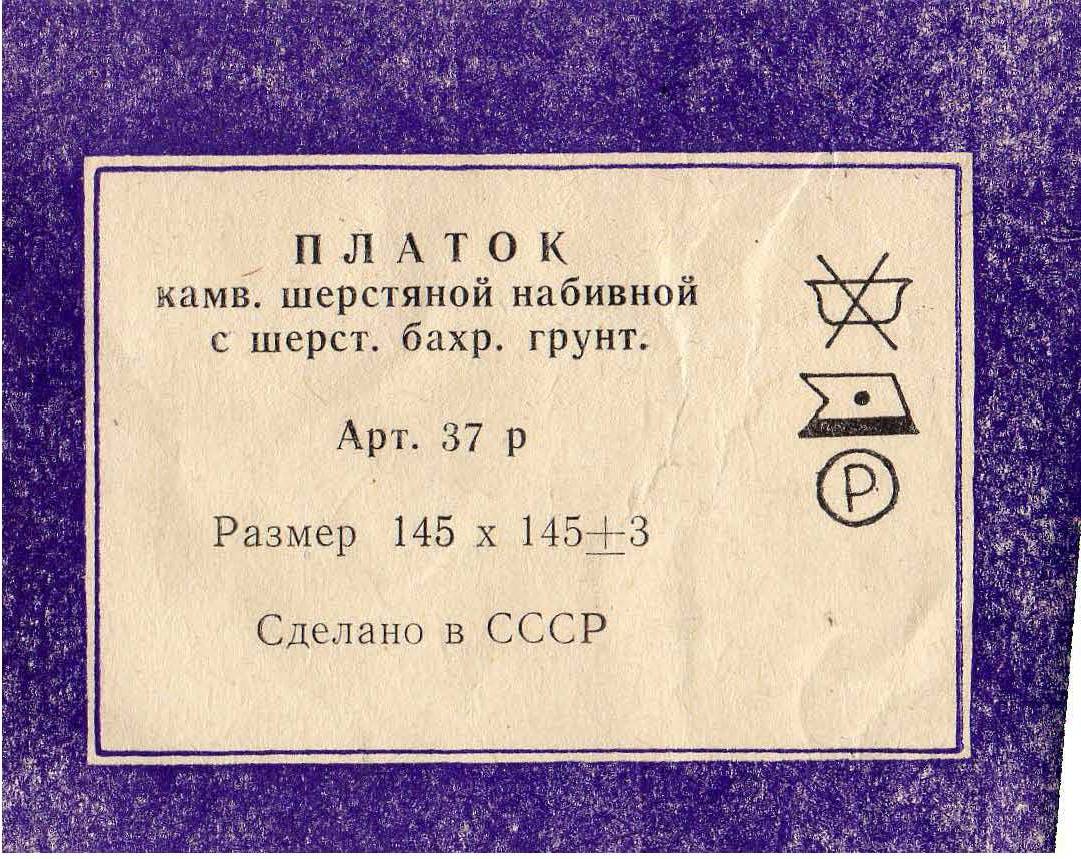 ПЛАТОК
камв. шерстяной набивной
с шерст. бахр. грунт.
Арт. 37 р
Размер 145 х 145±3
Сделано в СССР
P